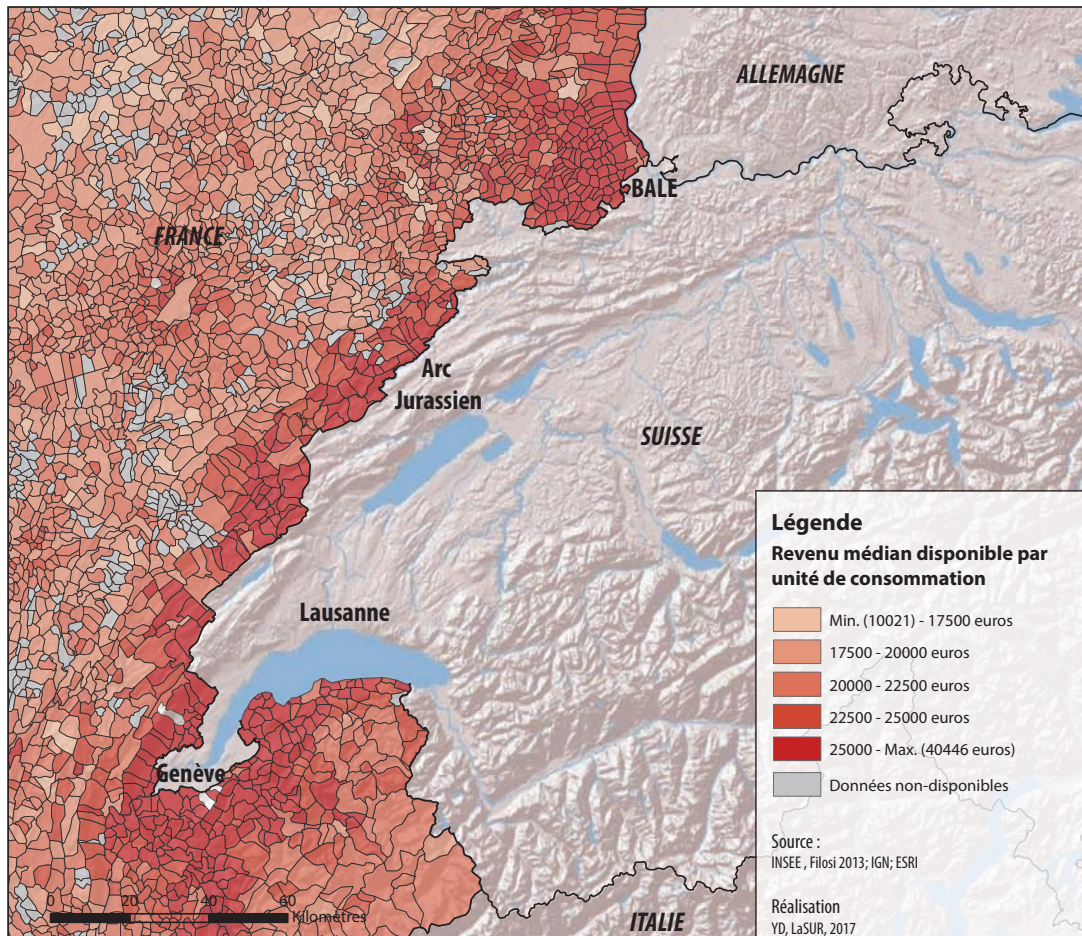 ALLEMAGNE
BALE
FRANCE
Arc
Jurassien
SUISSE
Lausanne
Genève
ITALIE
0 20 40 60
Kilomètres
Légende
Revenu médian disponible par
unité de consommation
Min. (10021) - 17500 euros
17500 - 20000 euros
20000 - 22500 euros
22500 - 25000 euros
25000 - Max. (40446 euros)
Données non-disponibles
Source :
INSEE , Filosi 2013; IGN; ESRI
Réalisation
YD, LaSUR, 2017